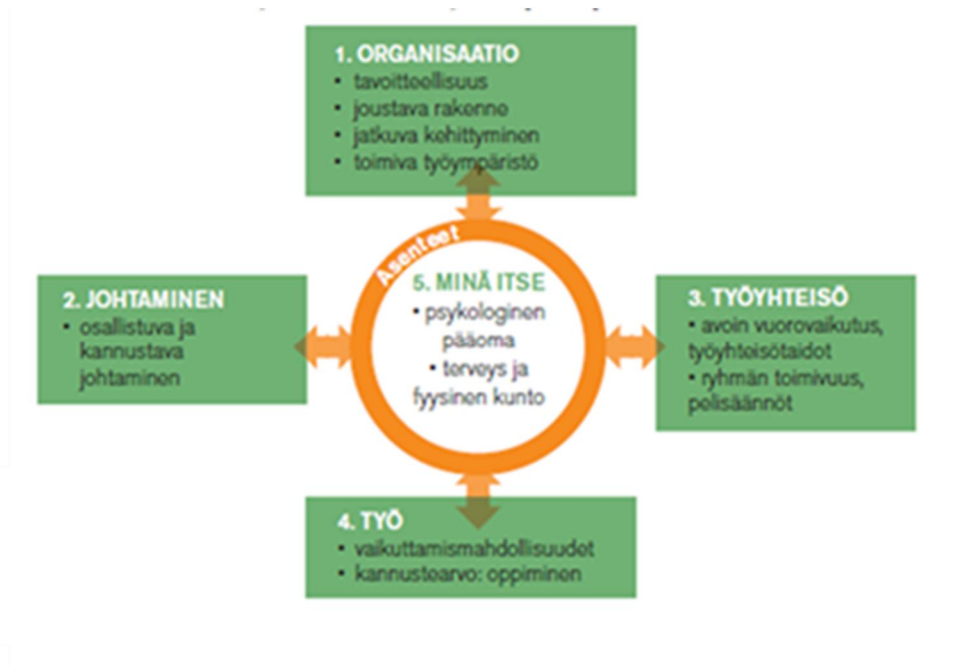 1. ORGANISAATIO
• tavoitteellisuus
• joustava rakenne
• jatkuva kehittyminen
• toimiva työympäristö
Asenteet
5. MINÄ ITSE
• psykologinen
pääoma
• terveys ja
fyysinen kunto
2. JOHTAMINEN
• osallistuva ja
kannustava
johtaminen
3. TYÖYHTEISÖ
• avoin vuorovaikutus,
työyhteisötaidot
• ryhmän toimivuus,
pelisäännöt
4. TYÖ
• vaikuttamismahdollisuudet
• kannustearvo: oppiminen